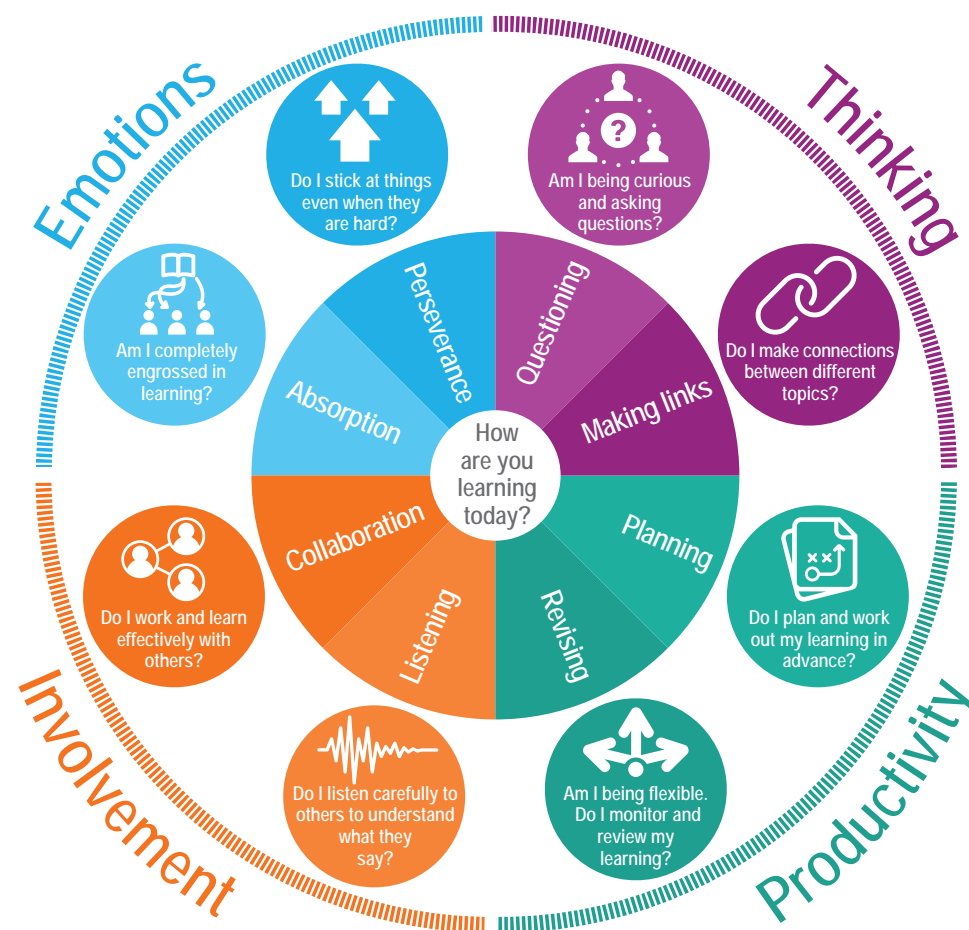 Emotions
Thinking
Do I stick at things
even when they
are hard?
?
Am I being curious
and asking
questions?
Am I completely
engrossed in
learning?
Do I make connections
between different
topics?
Perseverance
Questioning
Absorption
Making links
How
are you
learning
today?
Collaboration
Planning
Listening
Revising
Do I work and learn
effectively with
others?
Do I plan and work
out my learning in
advance?
Do I listen carefully to
others to understand
what they
say?
Am I being flexible.
Do I monitor and
review my
learning?
Involvement
Productivity